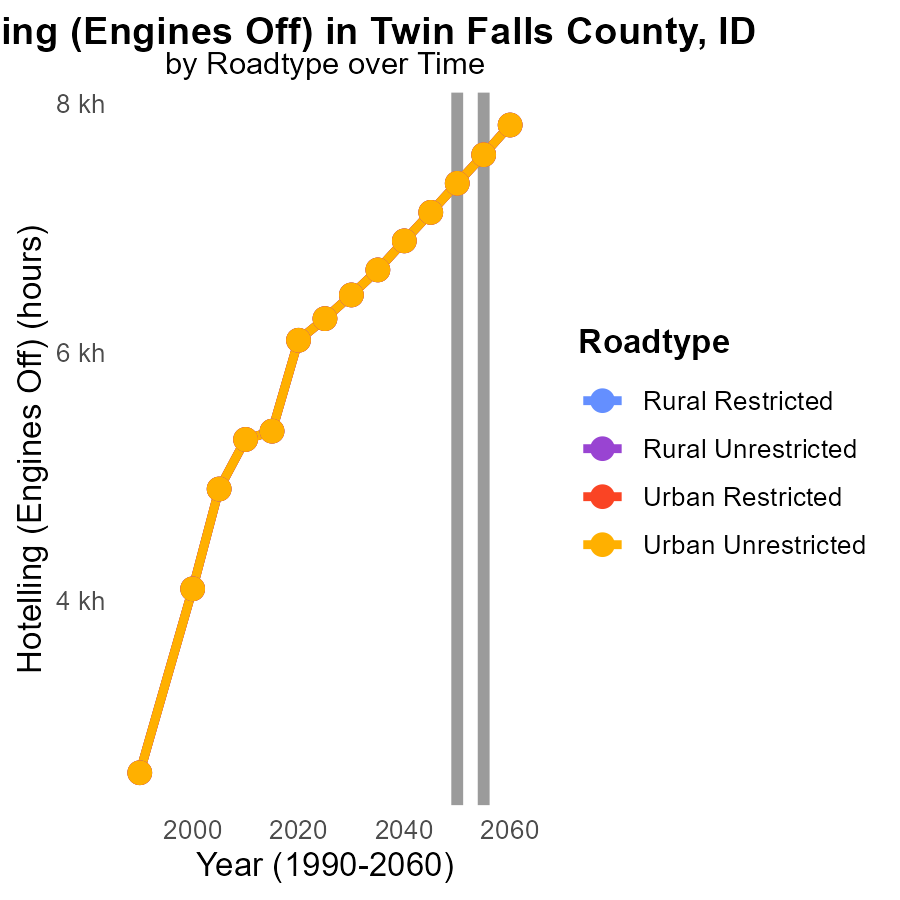 ing (Engines Off) in Twin Falls County, ID
by Roadtype over Time
8 kh
6 kh
4 kh
Hotelling (Engines Off) (hours)
2000 2020 2040 2060
Year (1990-2060)
Roadtype
Rural Restricted
Rural Unrestricted
Urban Restricted
Urban Unrestricted